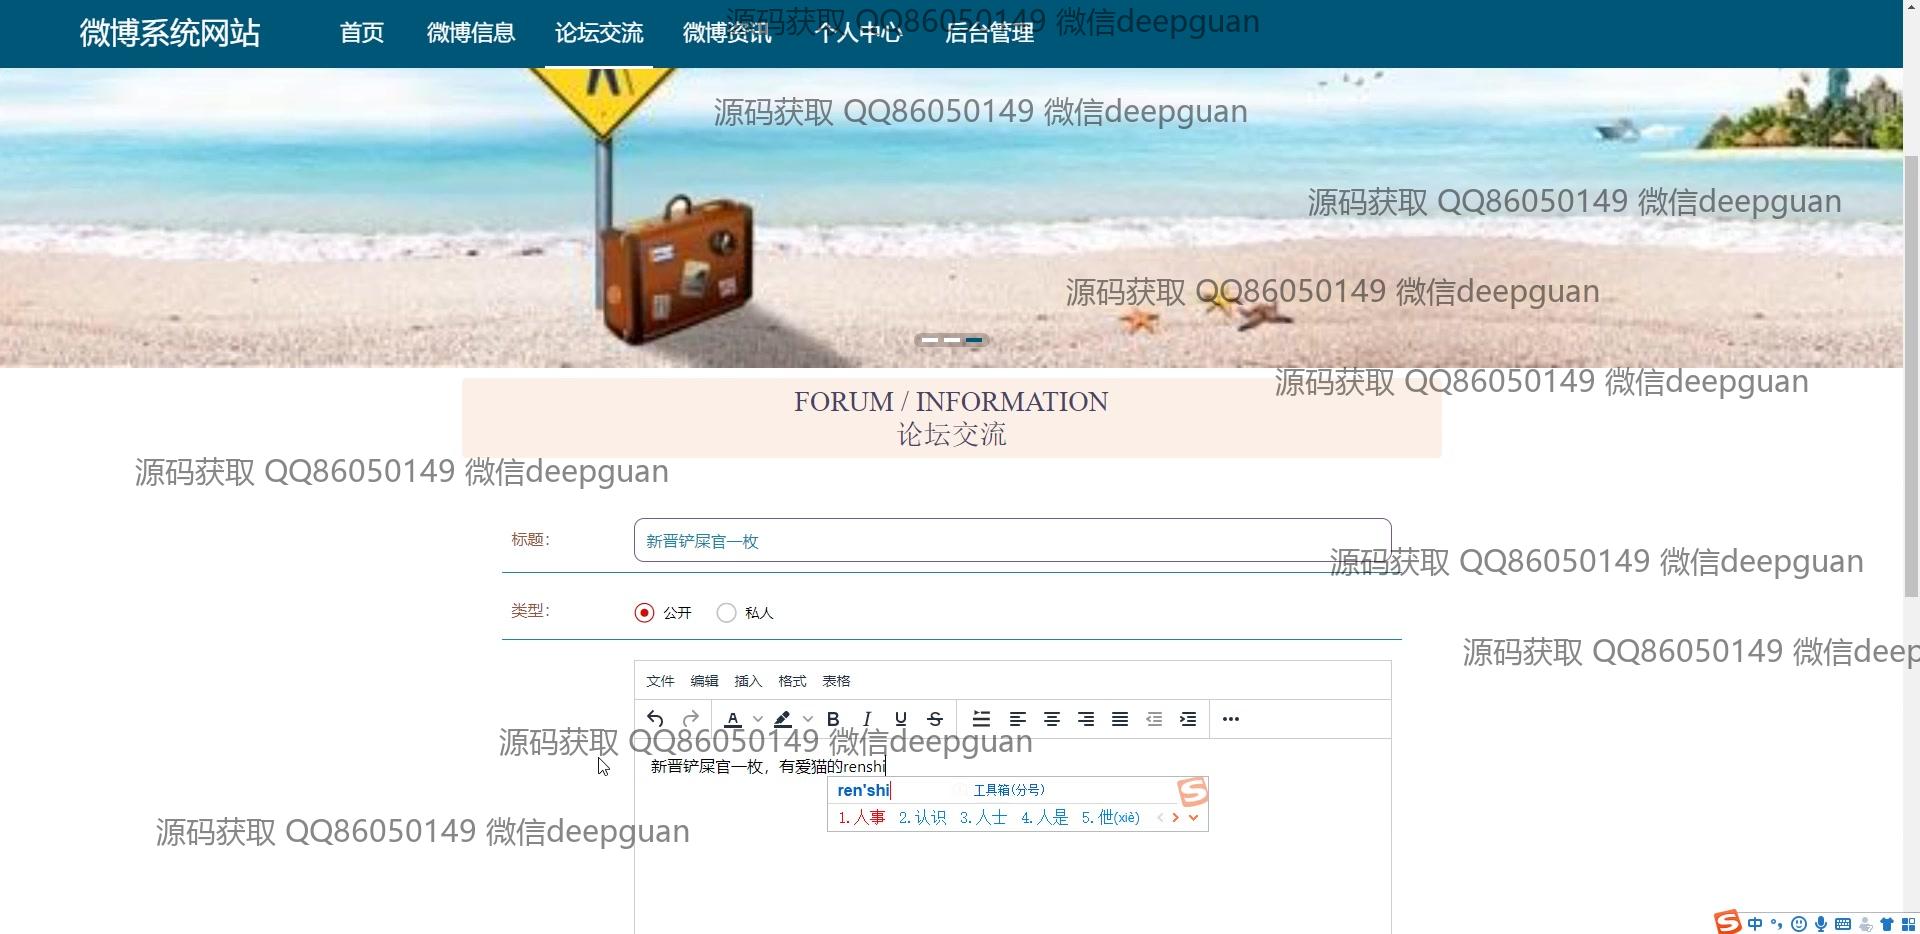 微博系统网站 首页 微博信息 论坛交流 微博资讯 个人中心 后台管理
源码获取 QQ86050149 微信deepguan
源码获取 QQ86050149 微信deepguan
源码获取 QQ86050149 微信deepguan
源码获取 QQ86050149 微信deepguan
源码获取 QQ86050149 微信deepguan
FORUM / INFORMATION
论坛交流
源码获取 QQ86050149 微信deepguan
标题: 新晋铲屎官一枚
源码获取 QQ86050149 微信deepguan
类型: 公开 私人
源码获取 QQ86050149 微信deep
文件 编辑 插入 格式 表格
A B I U S
源码获取 QQ86050149 微信deepguan
新晋铲屎官一枚，有爱猫的renshi
ren'shi 工具箱(分号) S
1.人事 2.认识 3.人士 4.人是 5.伳(xiè)
源码获取 QQ86050149 微信deepguan
S 中